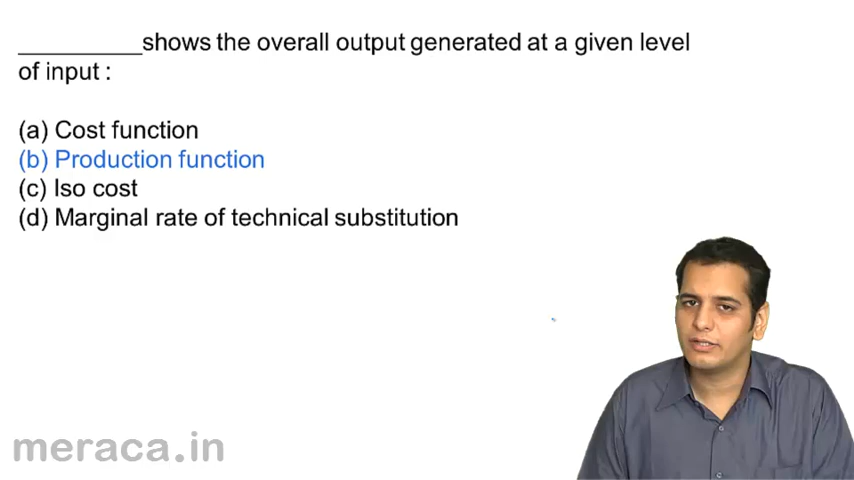 __________shows the overall output generated at a given level
of input :
(a) Cost function
(b) Production function
(c) Iso cost
(d) Marginal rate of technical substitution
meraca.in